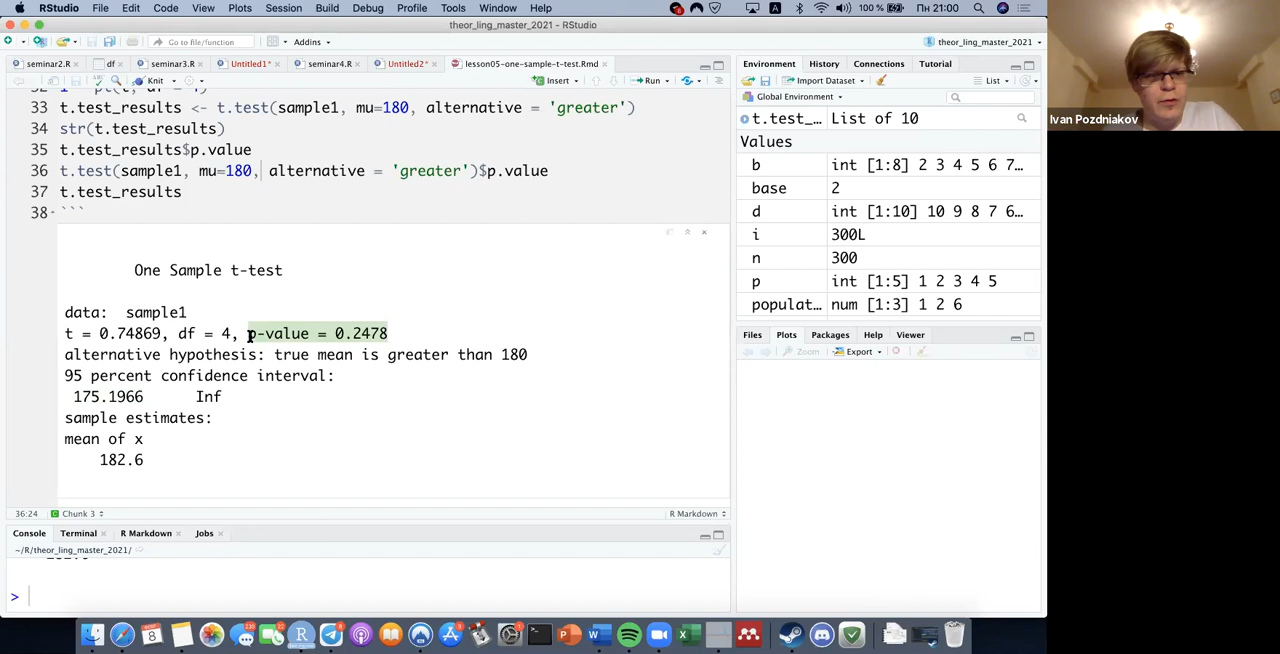 RStudio File Edit Code View Plots Session Build Debug Profile Tools Window Help 100 % Пн 21:00
theor_ling_master_2021 - RStudio
Go to file/function Addins theor_ling_master_2021
seminar2.R df seminar3.R Untitled1* seminar4.R Untitled2* lesson05-one-sample-t-test.Rmd
Knit Insert Run
33 t.test_results <- t.test(sample1, mu=180, alternative = 'greater')
34 str(t.test_results)
35 t.test_results$p.value
36 t.test(sample1, mu=180, alternative = 'greater')$p.value
37 t.test_results
38 ```
One Sample t-test
data: sample1
t = 0.74869, df = 4, p-value = 0.2478
alternative hypothesis: true mean is greater than 180
95 percent confidence interval:
175.1966 Inf
sample estimates:
mean of x
182.6
36:24 Chunk 3 R Markdown
Console Terminal R Markdown Jobs
~/R/theor_ling_master_2021/
>
Environment History Connections Tutorial
Import Dataset List
Global Environment
t.test_… List of 10
Values
b int [1:8] 2 3 4 5 6 7…
base 2
d int [1:10] 10 9 8 7 6…
i 300L
n 300
p int [1:5] 1 2 3 4 5
populat… num [1:3] 1 2 6
Files Plots Packages Help Viewer
Zoom Export
Ivan Pozdniakov